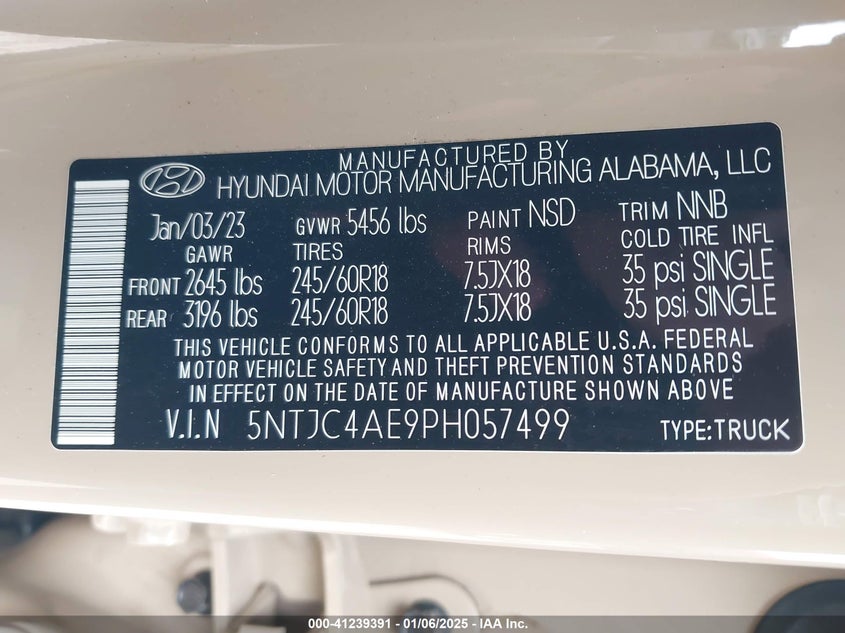 MANUFACTURED BY
HYUNDAI MOTOR MANUFACTURING ALABAMA, LLC
Jan/03/23 GVWR 5456 lbs PAINT NSD TRIM NNB
GAWR TIRES RIMS COLD TIRE INFL
FRONT 2645 lbs 245/60R18 7.5JX18 35 psi SINGLE
REAR 3196 lbs 245/60R18 7.5JX18 35 psi SINGLE
THIS VEHICLE CONFORMS TO ALL APPLICABLE U.S.A. FEDERAL
MOTOR VEHICLE SAFETY AND THEFT PREVENTION STANDARDS
IN EFFECT ON THE DATE OF MANUFACTURE SHOWN ABOVE
V.I.N 5NTJC4AE9PH057499 TYPE:TRUCK
000-41239391 - 01/06/2025 - IAA Inc.